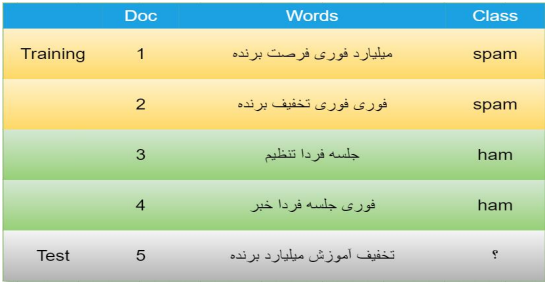 Doc Words Class
Training 1 میلیارد فوری فرصت برنده spam
2 فوری فوری تخفیف برنده spam
3 جلسه فردا تنظیم ham
4 فوری جلسه فردا خبر ham
Test 5 تخفیف آموزش میلیارد برنده ؟